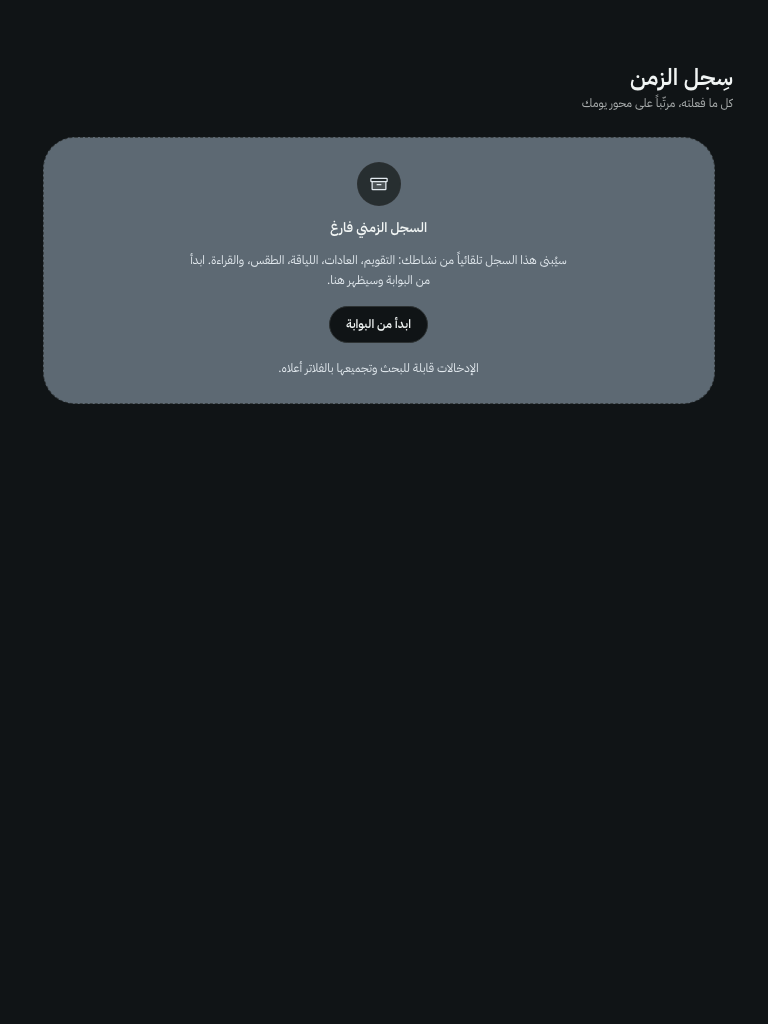 سِجل الزمن
كل ما فعلته، مرتّباً على محور يومك
السجل الزمني فارغ
سيُبنى هذا السجل تلقائياً من نشاطك: التقويم، العادات، اللياقة، الطقس، والقراءة. ابدأ
من البوابة وسيظهر هنا.
ابدأ من البوابة
الإدخالات قابلة للبحث وتجميعها بالفلاتر أعلاه.